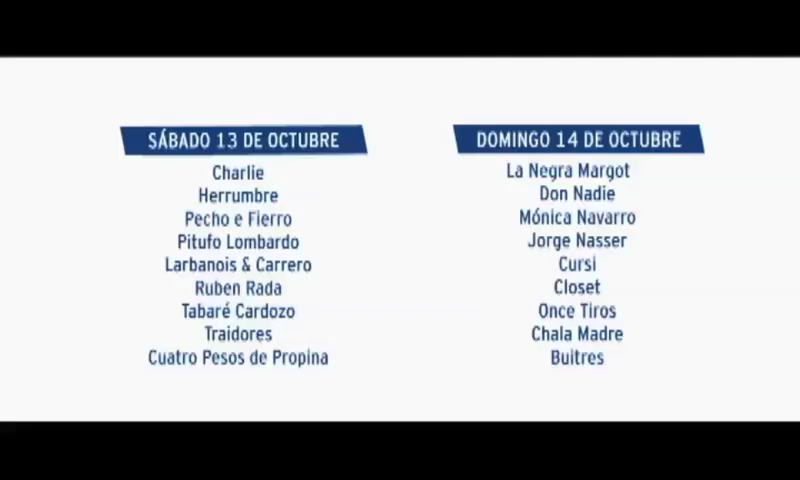 SÁBADO 13 DE OCTUBRE
Charlie
Herrumbre
Pecho e Fierro
Pitufo Lombardo
Larbanois & Carrero
Ruben Rada
Tabaré Cardozo
Traidores
Cuatro Pesos de Propina
DOMINGO 14 DE OCTUBRE
La Negra Margot
Don Nadie
Mónica Navarro
Jorge Nasser
Cursi
Closet
Once Tiros
Chala Madre
Buitres